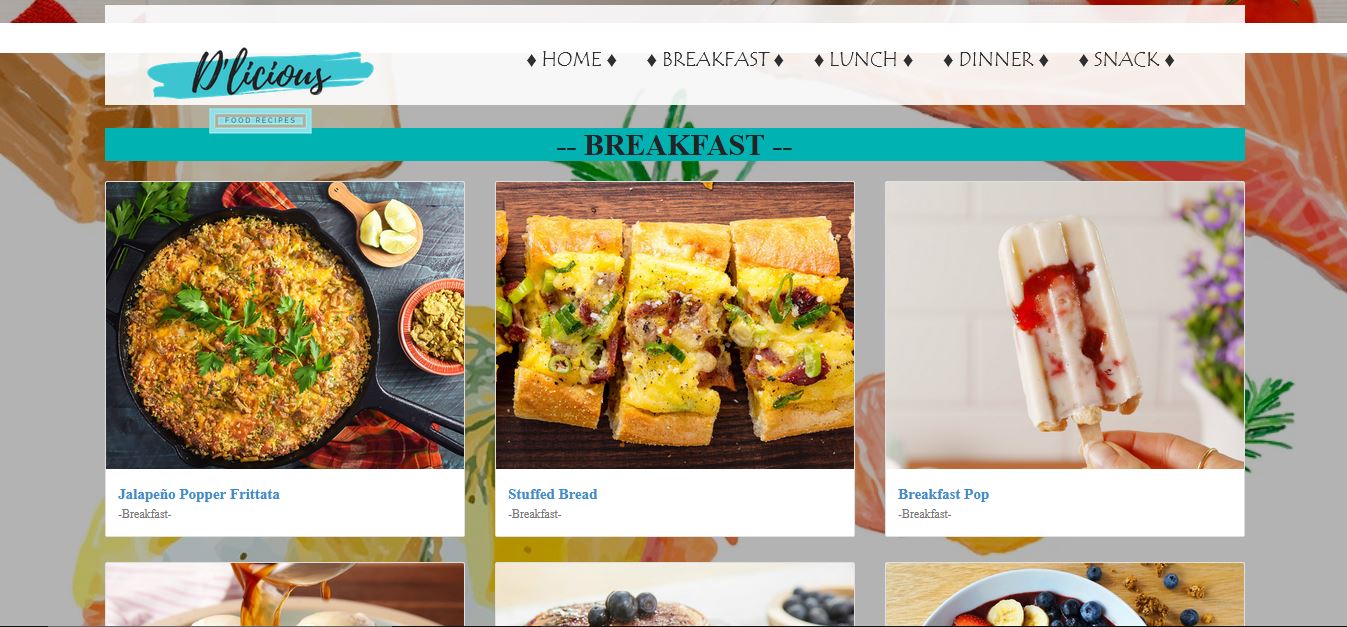 D'licious
FOOD RECIPES
♦ HOME ♦ ♦ BREAKFAST ♦ ♦ LUNCH ♦ ♦ DINNER ♦ ♦ SNACK ♦
-- BREAKFAST --
Jalapeño Popper Frittata
-Breakfast-
Stuffed Bread
-Breakfast-
Breakfast Pop
-Breakfast-